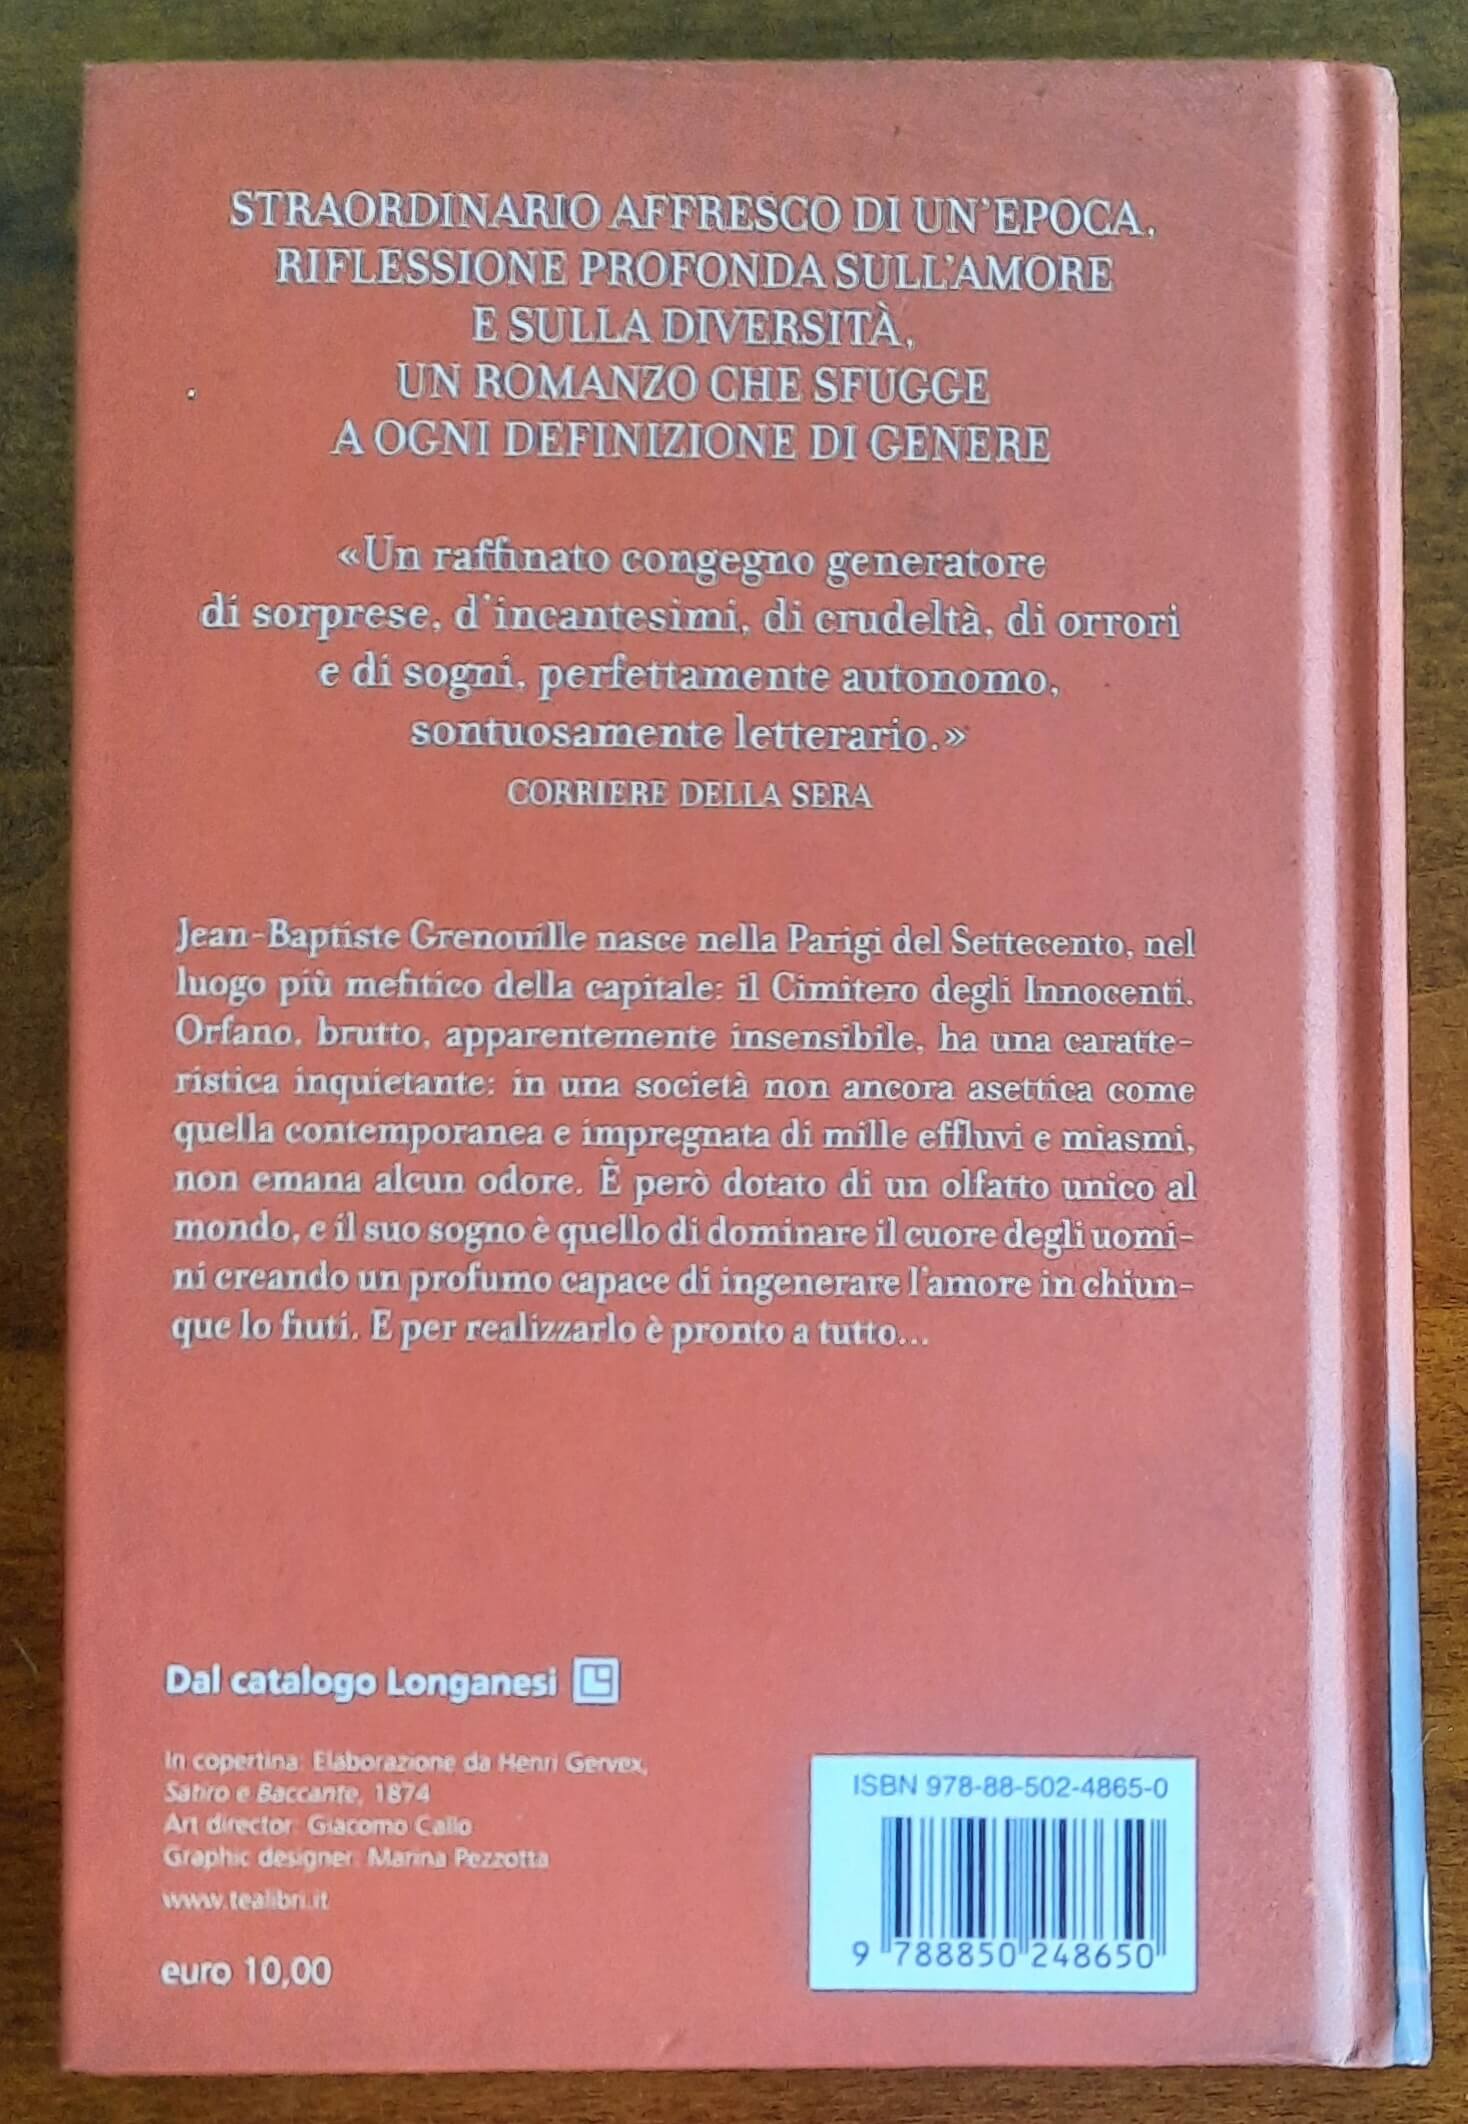 STRAORDINARIO AFFRESCO DI UN'EPOCA,
RIFLESSIONE PROFONDA SULL'AMORE
E SULLA DIVERSITÀ,
UN ROMANZO CHE SFUGGE
A OGNI DEFINIZIONE DI GENERE
«Un raffinato congegno generatore
di sorprese, d'incantesimi, di crudeltà, di orrori
e di sogni, perfettamente autonomo,
sontuosamente letterario.»
CORRIERE DELLA SERA
Jean-Baptiste Grenouille nasce nella Parigi del Settecento, nel
luogo più mefitico della capitale: il Cimitero degli Innocenti.
Orfano, brutto, apparentemente insensibile, ha una caratte-
ristica inquietante: in una società non ancora asettica come
quella contemporanea e impregnata di mille effluvi e miasmi,
non emana alcun odore. È però dotato di un olfatto unico al
mondo, e il suo sogno è quello di dominare il cuore degli uomi-
ni creando un profumo capace di ingenerare l'amore in chiun-
que lo fiuti. E per realizzarlo è pronto a tutto...
Dal catalogo Longanesi
In copertina: Elaborazione da Henri Gervex,
Satiro e Baccante, 1874
Art director: Giacomo Callo
Graphic designer: Marina Pezzotta
www.tealibri.it
euro 10,00
ISBN 978-88-502-4865-0
9 788850 248650